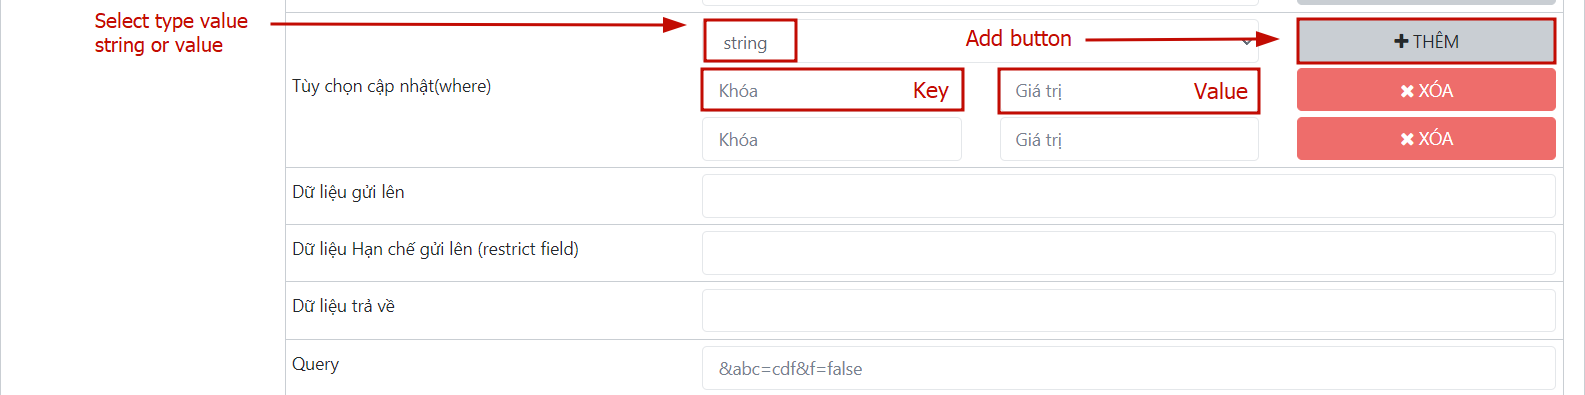 Select type value
string or value
string
Add button
THÊM
Tùy chọn cập nhật(where)
Khóa
Key
Giá trị
Value
XÓA
Khóa
Giá trị
XÓA
Dữ liệu gửi lên
Dữ liệu Hạn chế gửi lên (restrict field)
Dữ liệu trả về
Query
&abc=cdf&f=false